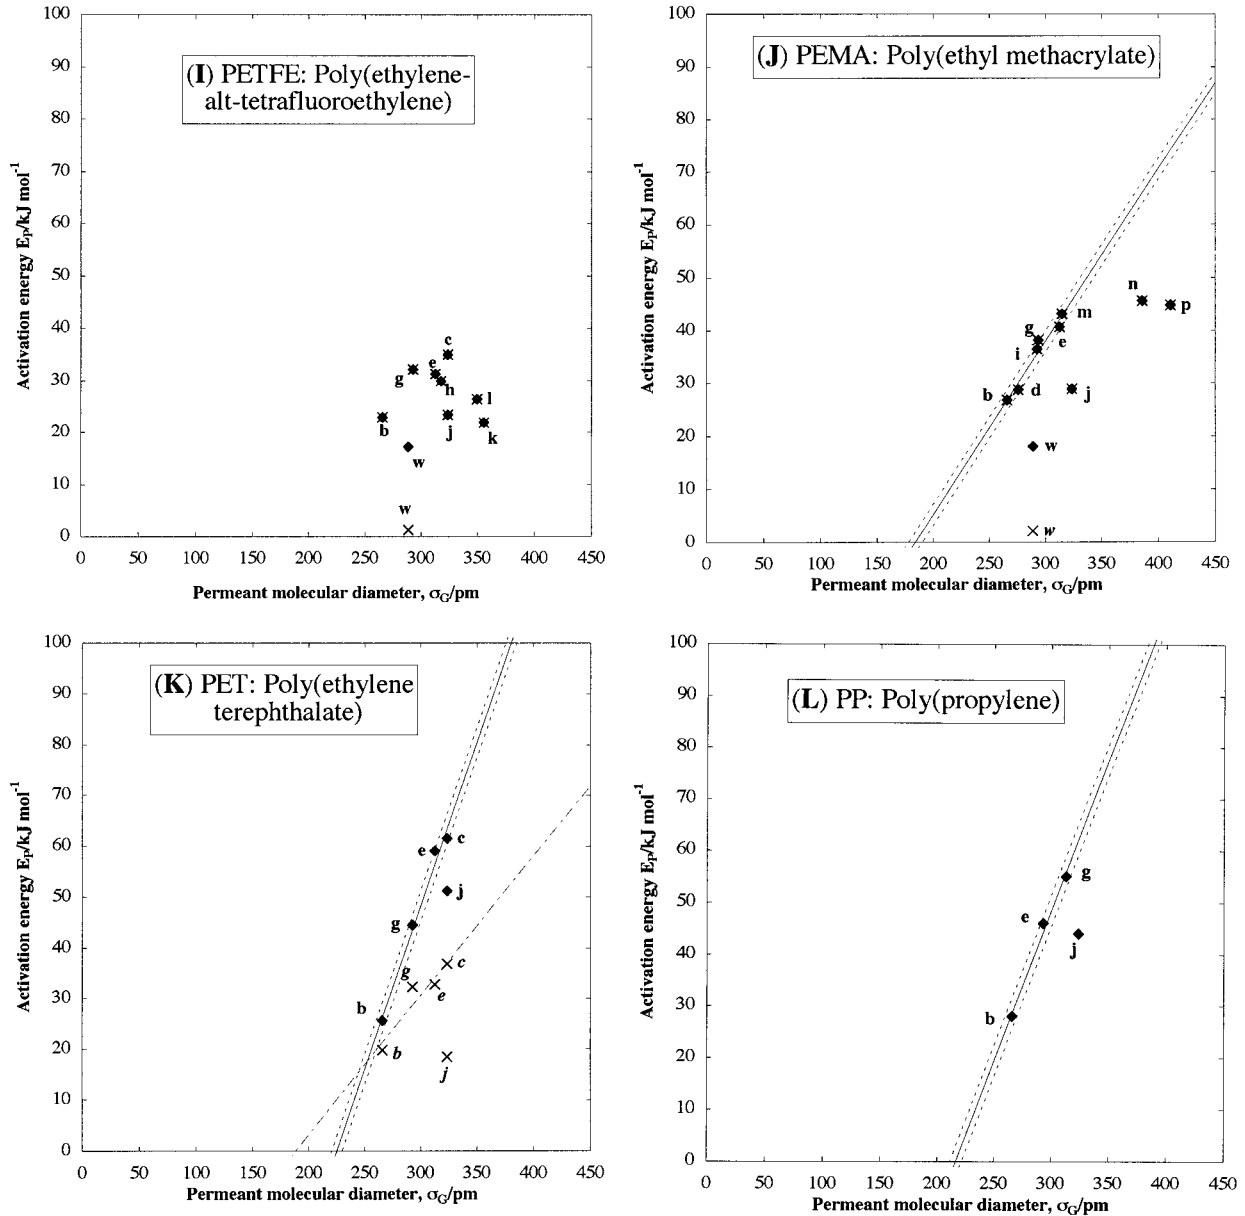 (I) PETFE: Poly(ethylene-
alt-tetrafluoroethylene)
Activation energy E_P/kJ mol⁻¹
100
90
80
70
60
50
40
30
20
10
0
c
e
g
h
l
b
j
k
w
w
0 50 100 150 200 250 300 350 400 450
Permeant molecular diameter, σ_G/pm
(J) PEMA: Poly(ethyl methacrylate)
Activation energy E_P/kJ mol⁻¹
100
90
80
70
60
50
40
30
20
10
0
n
p
m
g
e
i
b
d
j
w
w
0 50 100 150 200 250 300 350 400 450
Permeant molecular diameter, σ_G/pm
(K) PET: Poly(ethylene
terephthalate)
Activation energy E_P/kJ mol⁻¹
100
90
80
70
60
50
40
30
20
10
0
e
c
j
g
g
c
e
b
b
j
0 50 100 150 200 250 300 350 400 450
Permeant molecular diameter, σ_G/pm
(L) PP: Poly(propylene)
Activation energy E_P/kJ mol⁻¹
100
90
80
70
60
50
40
30
20
10
0
g
e
j
b
0 50 100 150 200 250 300 350 400 450
Permeant molecular diameter, σ_G/pm